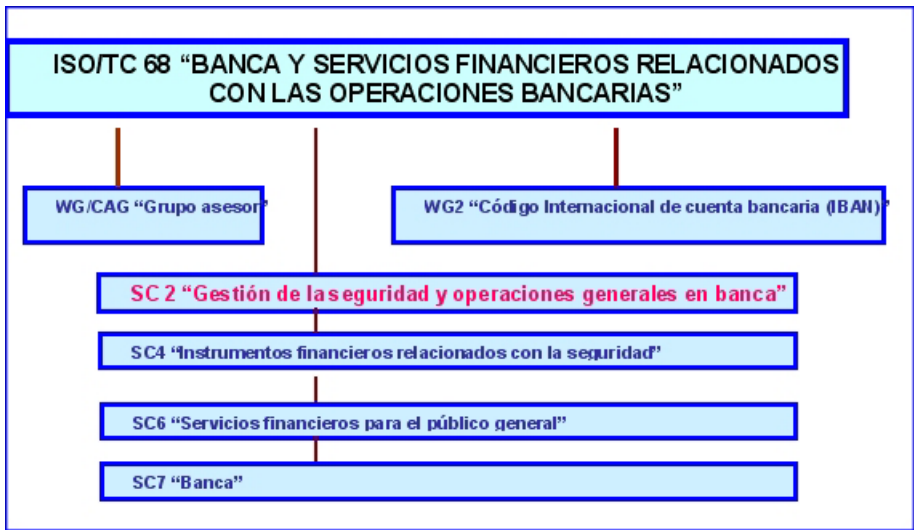 ISO/TC 68 “BANCA Y SERVICIOS FINANCIEROS RELACIONADOS
CON LAS OPERACIONES BANCARIAS”
WG/CAG “Grupo asesor”
WG2 “Código Internacional de cuenta bancaria (IBAN)”
SC 2 “Gestión de la seguridad y operaciones generales en banca”
SC4 “Instrumentos financieros relacionados con la seguridad”
SC6 “Servicios financieros para el público general”
SC7 “Banca”